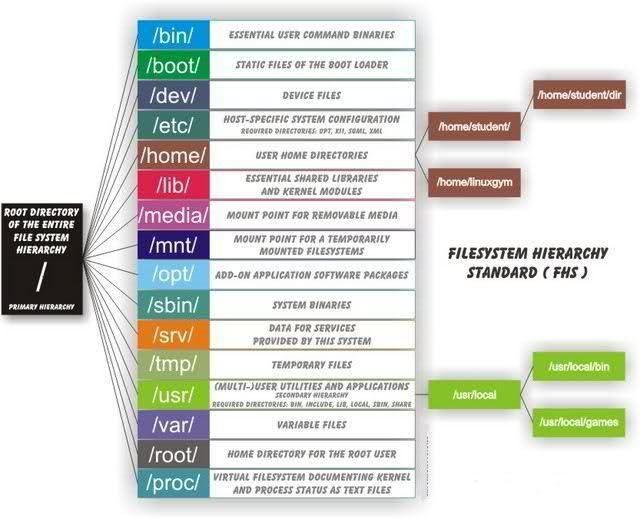 ROOT DIRECTORY
OF THE ENTIRE
FILE SYSTEM
HIERARCHY
/
PRIMARY HIERARCHY
/bin/
ESSENTIAL USER COMMAND BINARIES
/boot/
STATIC FILES OF THE BOOT LOADER
/dev/
DEVICE FILES
/etc/
HOST-SPECIFIC SYSTEM CONFIGURATION
REQUIRED DIRECTORIES: OPT, X11, SGML, XML
/home/
USER HOME DIRECTORIES
/home/student/
/home/student/dir
/home/linuxgym
/lib/
ESSENTIAL SHARED LIBRARIES
AND KERNEL MODULES
/media/
MOUNT POINT FOR REMOVABLE MEDIA
/mnt/
MOUNT POINT FOR A TEMPORARILY
MOUNTED FILESYSTEMS
/opt/
ADD-ON APPLICATION SOFTWARE PACKAGES
/sbin/
SYSTEM BINARIES
/srv/
DATA FOR SERVICES
PROVIDED BY THIS SYSTEM
/tmp/
TEMPORARY FILES
/usr/
(MULTI-)USER UTILITIES AND APPLICATIONS
SECONDARY HIERARCHY
REQUIRED DIRECTORIES: BIN, INCLUDE, LIB, LOCAL, SBIN, SHARE
/usr/local
/usr/local/bin
/usr/local/games
/var/
VARIABLE FILES
/root/
HOME DIRECTORY FOR THE ROOT USER
/proc/
VIRTUAL FILESYSTEM DOCUMENTING KERNEL
AND PROCESS STATUS AS TEXT FILES
FILESYSTEM HIERARCHY
STANDARD ( FHS )